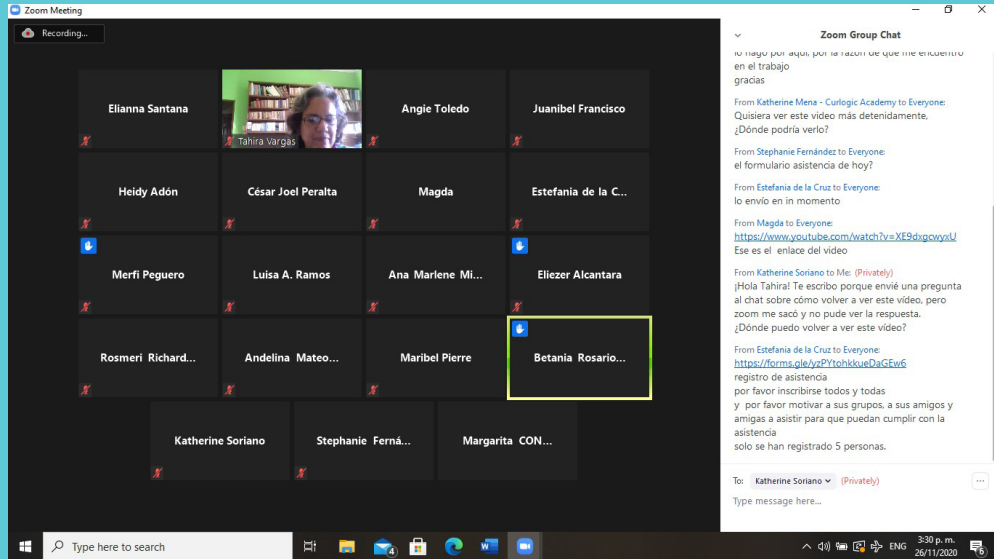 Zoom Meeting
Recording...
Elianna Santana
Tahira Vargas
Angie Toledo
Juanibel Francisco
Heidy Adón
César Joel Peralta
Magda
Estefania de la C...
Merfi Peguero
Luisa A. Ramos
Ana Marlene Mi...
Eliezer Alcantara
Rosmeri Richard...
Andelina Mateo...
Maribel Pierre
Betania Rosario...
Katherine Soriano
Stephanie Ferná...
Margarita CON...
Zoom Group Chat
lo hago por aquí, por la razón de que me encuentro
en el trabajo
gracias
From Katherine Mena - Curlogic Academy to Everyone:
Quisiera ver este video más detenidamente,
¿Dónde podría verlo?
From Stephanie Fernández to Everyone:
el formulario asistencia de hoy?
From Estefania de la Cruz to Everyone:
lo envío en in momento
From Magda to Everyone:
https://www.youtube.com/watch?v=XE9dxgcwyxU
Ese es el enlace del video
From Katherine Soriano to Me: (Privately)
¡Hola Tahira! Te escribo porque envié una pregunta
al chat sobre cómo volver a ver este vídeo, pero
zoom me sacó y no pude ver la respuesta.
¿Dónde puedo volver a ver este vídeo?
From Estefania de la Cruz to Everyone:
https://forms.gle/yzPYtohkkueDaGEw6
registro de asistencia
por favor inscribirse todos y todas
y por favor motivar a sus grupos, a sus amigos y
amigas a asistir para que puedan cumplir con la
asistencia
solo se han registrado 5 personas.
To: Katherine Soriano (Privately)
Type message here...
Type here to search
4
ENG
3:30 p. m.
26/11/2020
6